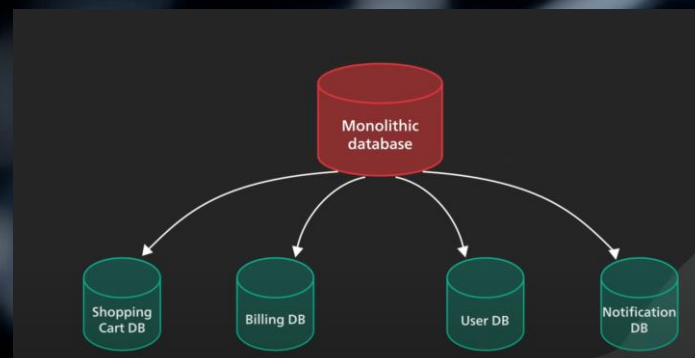 Monolithic
database
Shopping
Cart DB
Billing DB
User DB
Notification
DB